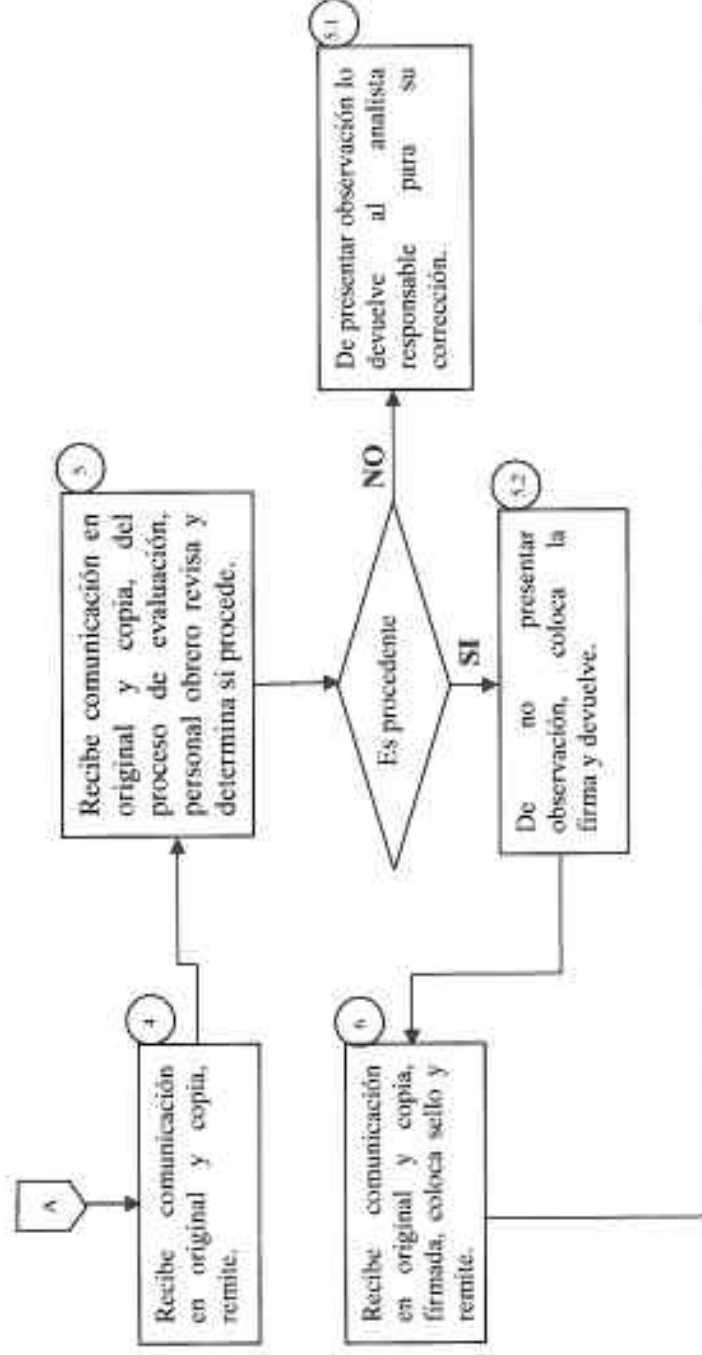 A
4
Recibe comunicación
en original y copia,
remite.
5
Recibe comunicación en
original y copia, del
proceso de evaluación,
personal obrero revisa y
determina si procede.
Es procedente
NO
5.1
De presentar observación lo
devuelve al analista
responsable para su
corrección.
SI
5.2
De no presentar
observación, coloca la
firma y devuelve.
6
Recibe comunicación
en original y copia,
firmada, coloca sello y
remite.